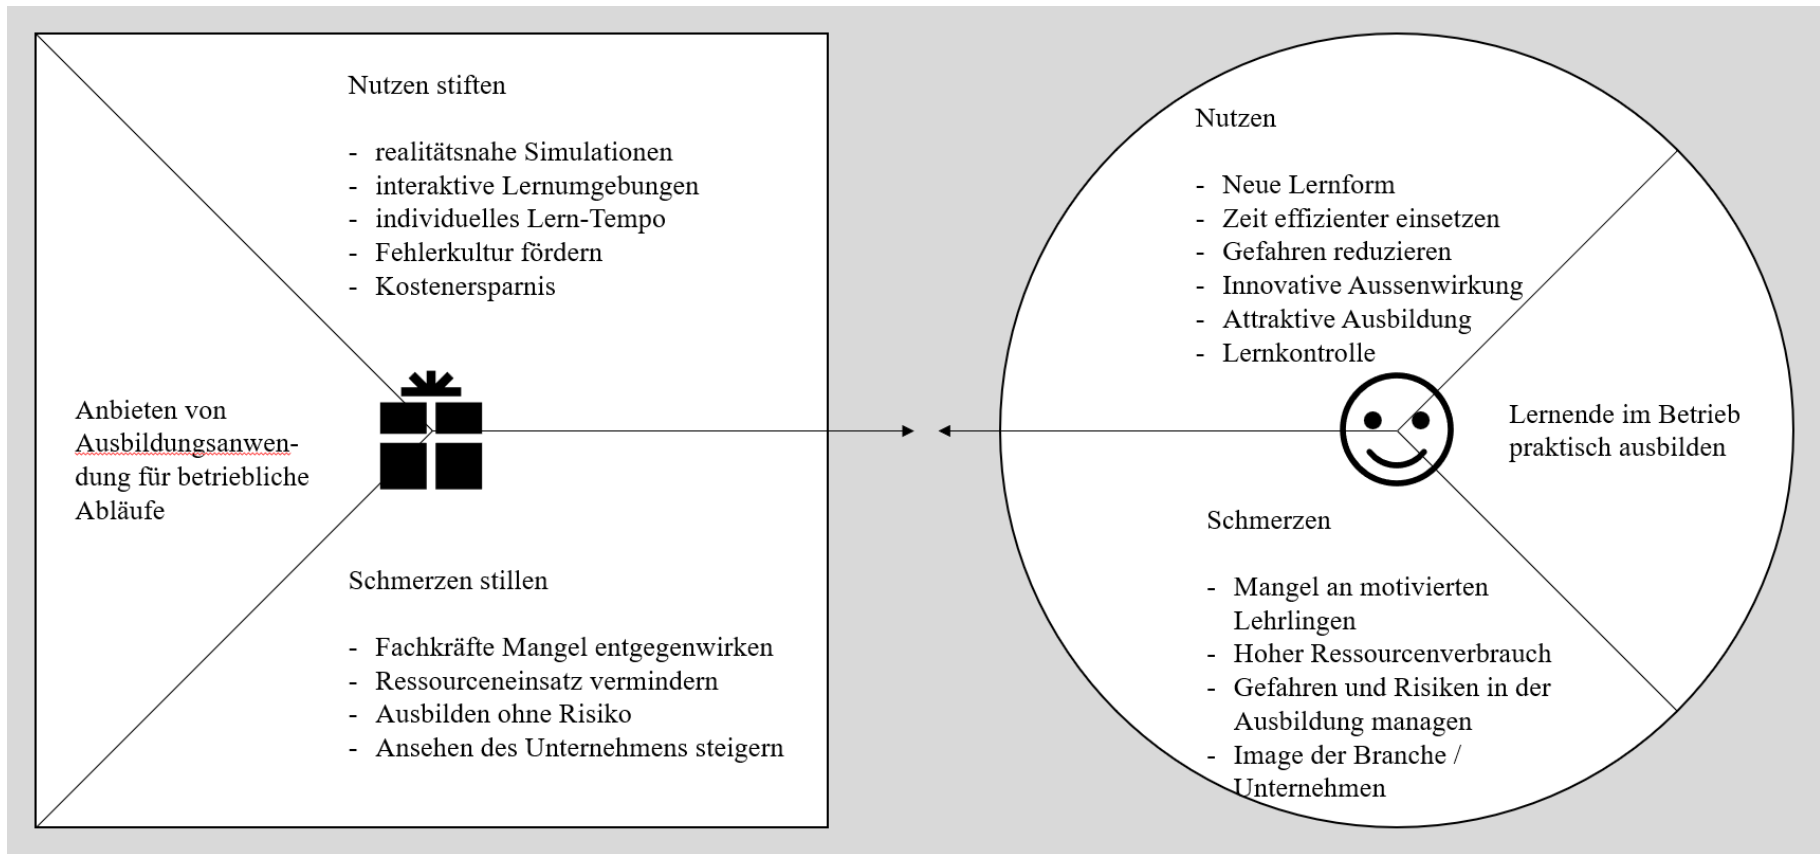 Nutzen stiften
- realitätsnahe Simulationen
- interaktive Lernumgebungen
- individuelles Lern-Tempo
- Fehlerkultur fördern
- Kostenersparnis
Anbieten von
Ausbildungsanwen-
dung für betriebliche
Abläufe
Schmerzen stillen
- Fachkräfte Mangel entgegenwirken
- Ressourceneinsatz vermindern
- Ausbilden ohne Risiko
- Ansehen des Unternehmens steigern
Nutzen
- Neue Lernform
- Zeit effizienter einsetzen
- Gefahren reduzieren
- Innovative Aussenwirkung
- Attraktive Ausbildung
- Lernkontrolle
Lernende im Betrieb
praktisch ausbilden
Schmerzen
- Mangel an motivierten
Lehrlingen
- Hoher Ressourcenverbrauch
- Gefahren und Risiken in der
Ausbildung managen
- Image der Branche /
Unternehmen